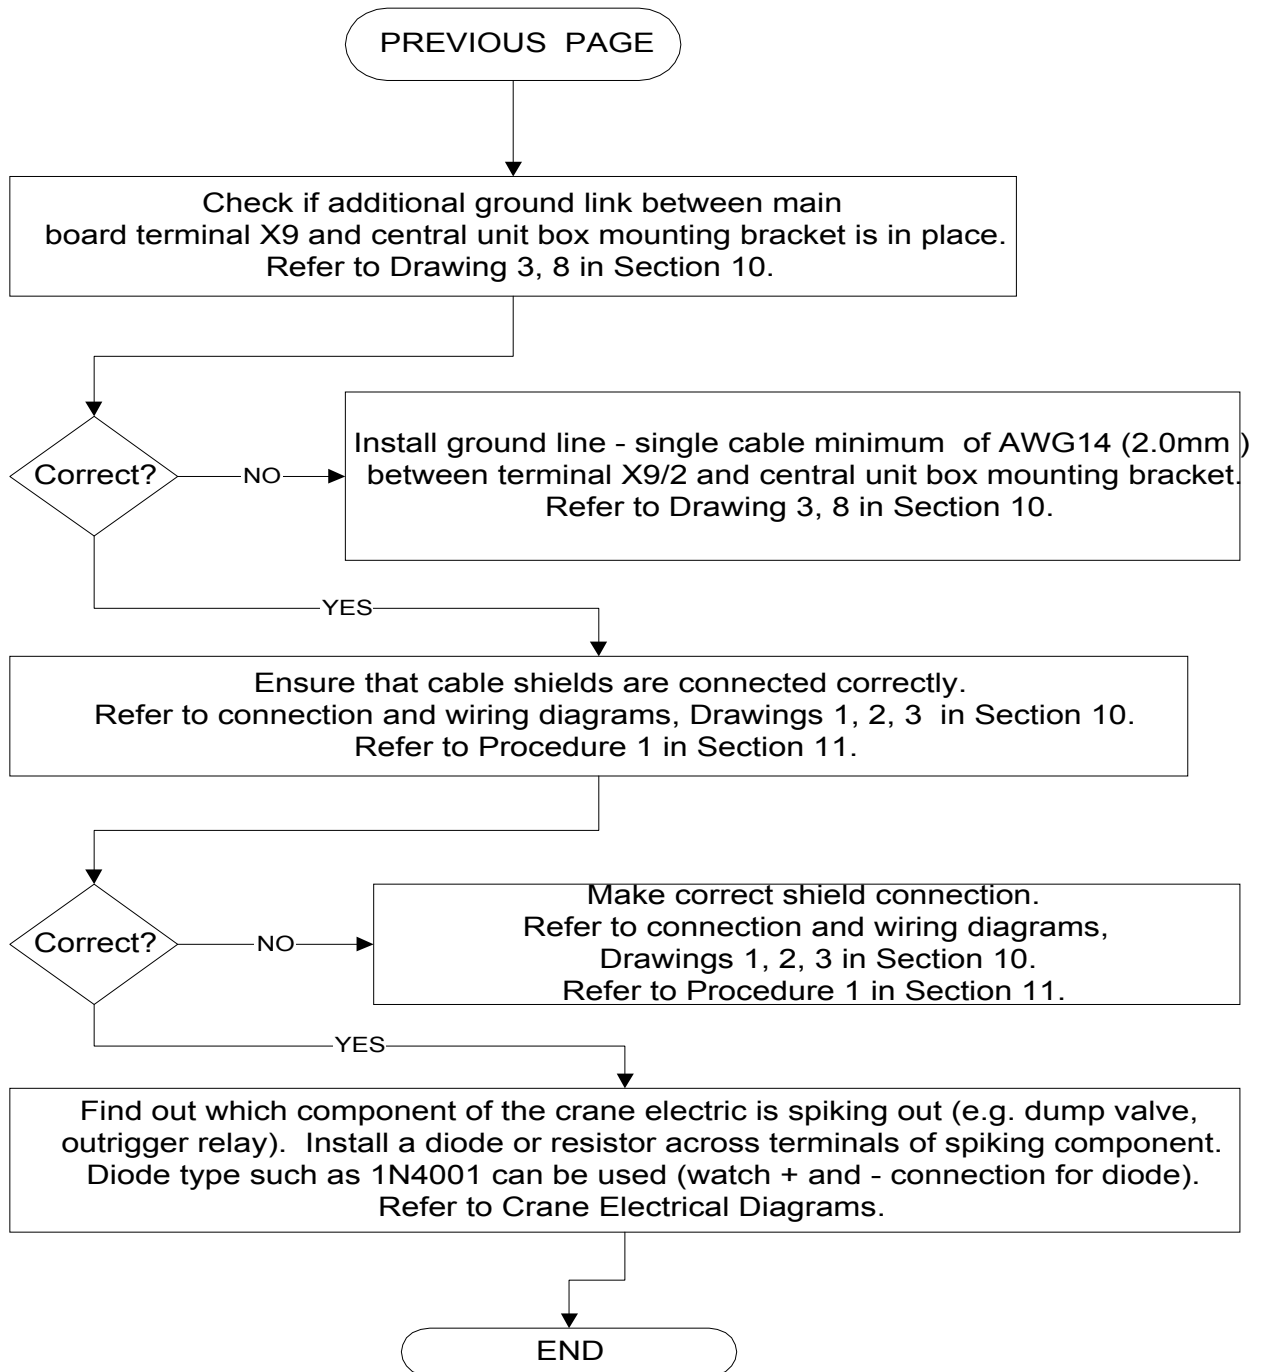 PREVIOUS PAGE
Check if additional ground link between main
board terminal X9 and central unit box mounting bracket is in place.
Refer to Drawing 3, 8 in Section 10.
Correct?
NO
Install ground line - single cable minimum of AWG14 (2.0mm )
between terminal X9/2 and central unit box mounting bracket.
Refer to Drawing 3, 8 in Section 10.
YES
Ensure that cable shields are connected correctly.
Refer to connection and wiring diagrams, Drawings 1, 2, 3 in Section 10.
Refer to Procedure 1 in Section 11.
Correct?
NO
Make correct shield connection.
Refer to connection and wiring diagrams,
Drawings 1, 2, 3 in Section 10.
Refer to Procedure 1 in Section 11.
YES
Find out which component of the crane electric is spiking out (e.g. dump valve,
outrigger relay). Install a diode or resistor across terminals of spiking component.
Diode type such as 1N4001 can be used (watch + and - connection for diode).
Refer to Crane Electrical Diagrams.
END